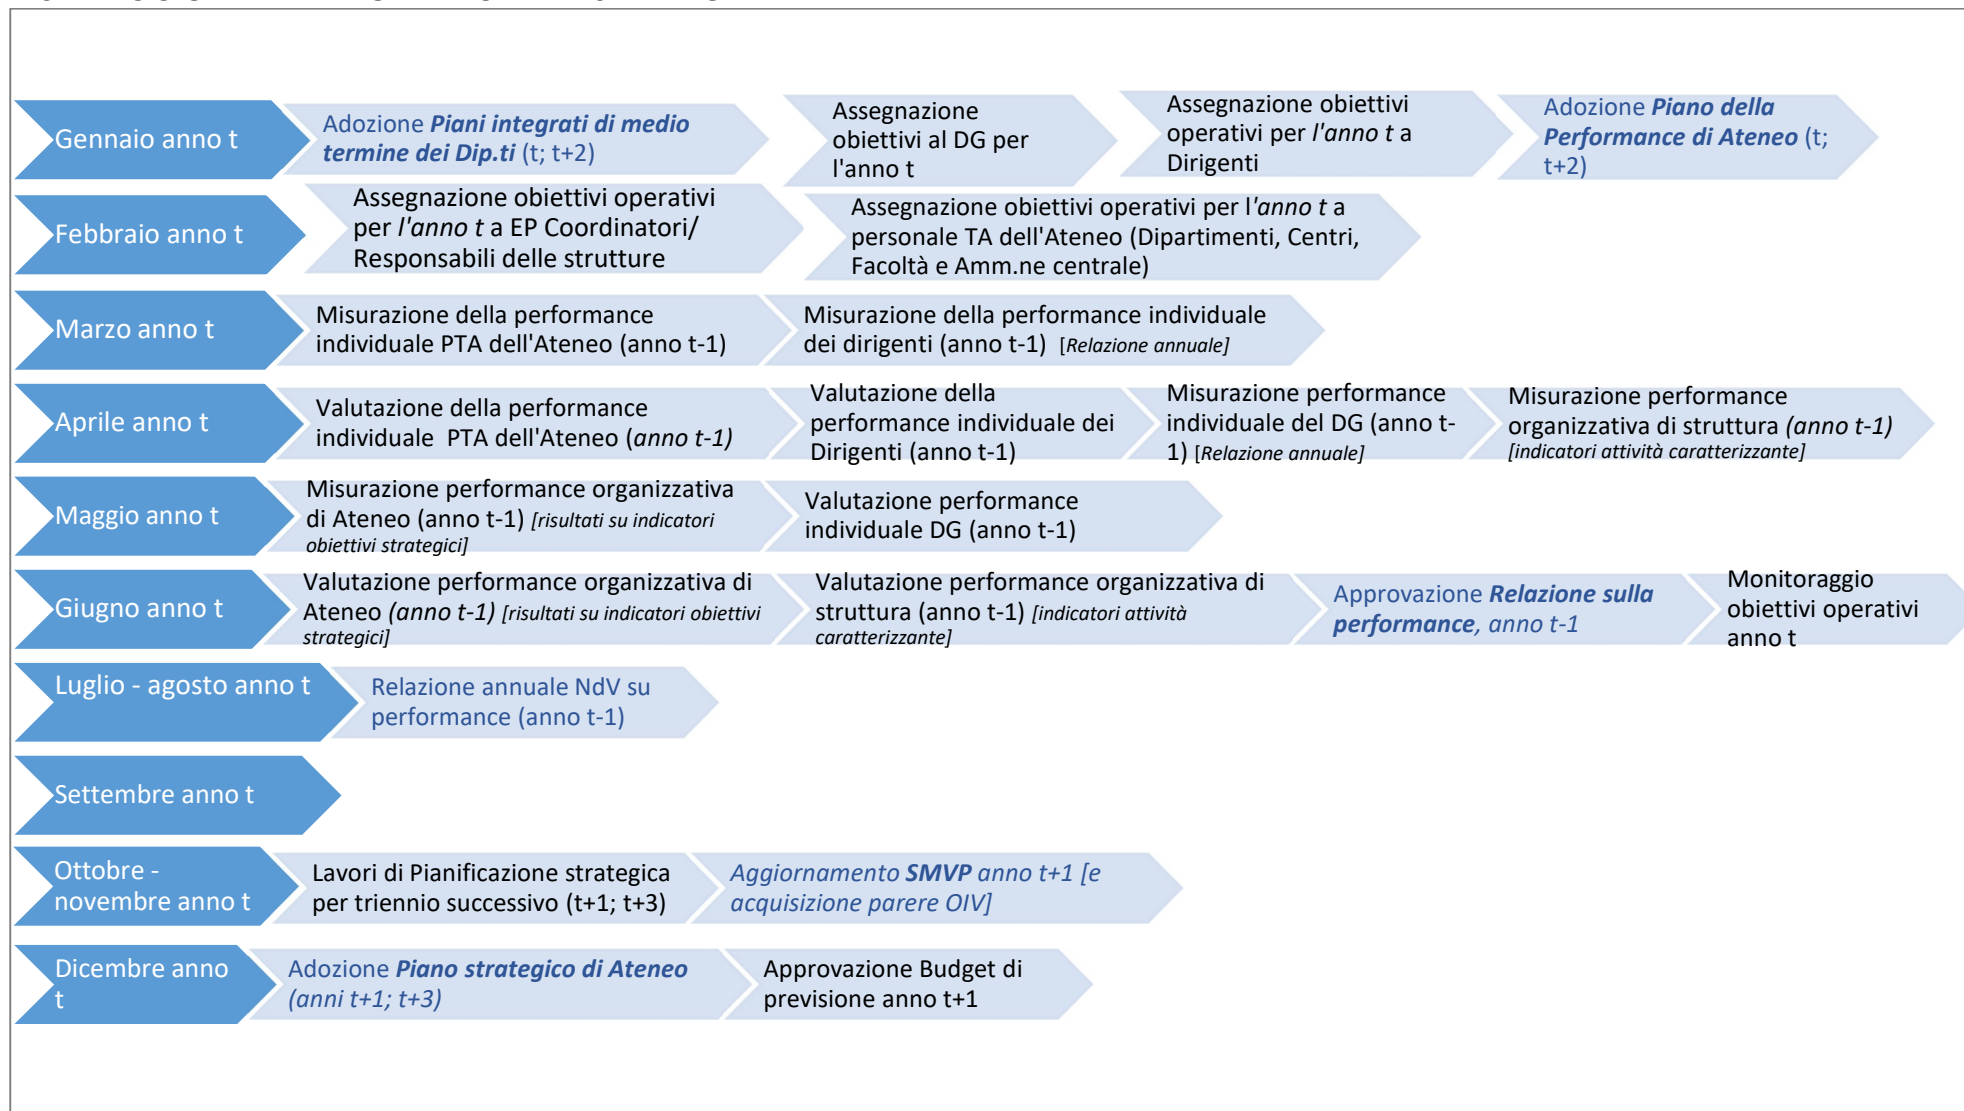 Gennaio anno t
Adozione Piani integrati di medio
termine dei Dip.ti (t; t+2)
Assegnazione
obiettivi al DG per
l'anno t
Assegnazione obiettivi
operativi per l'anno t a
Dirigenti
Adozione Piano della
Performance di Ateneo (t;
t+2)
Febbraio anno t
Assegnazione obiettivi operativi
per l'anno t a EP Coordinatori/
Responsabili delle strutture
Assegnazione obiettivi operativi per l'anno t a
personale TA dell'Ateneo (Dipartimenti, Centri,
Facoltà e Amm.ne centrale)
Marzo anno t
Misurazione della performance
individuale PTA dell'Ateneo (anno t-1)
Misurazione della performance individuale
dei dirigenti (anno t-1) [Relazione annuale]
Aprile anno t
Valutazione della performance
individuale PTA dell'Ateneo (anno t-1)
Valutazione della
performance individuale dei
Dirigenti (anno t-1)
Misurazione performance
individuale del DG (anno t-
1) [Relazione annuale]
Misurazione performance
organizzativa di struttura (anno t-1)
[indicatori attività caratterizzante]
Maggio anno t
Misurazione performance organizzativa
di Ateneo (anno t-1) [risultati su indicatori
obiettivi strategici]
Valutazione performance
individuale DG (anno t-1)
Giugno anno t
Valutazione performance organizzativa di
Ateneo (anno t-1) [risultati su indicatori obiettivi
strategici]
Valutazione performance organizzativa di
struttura (anno t-1) [indicatori attività
caratterizzante]
Approvazione Relazione sulla
performance, anno t-1
Monitoraggio
obiettivi operativi
anno t
Luglio - agosto anno t
Relazione annuale NdV su
performance (anno t-1)
Settembre anno t
Ottobre -
novembre anno t
Lavori di Pianificazione strategica
per triennio successivo (t+1; t+3)
Aggiornamento SMVP anno t+1 [e
acquisizione parere OIV]
Dicembre anno
t
Adozione Piano strategico di Ateneo
(anni t+1; t+3)
Approvazione Budget di
previsione anno t+1